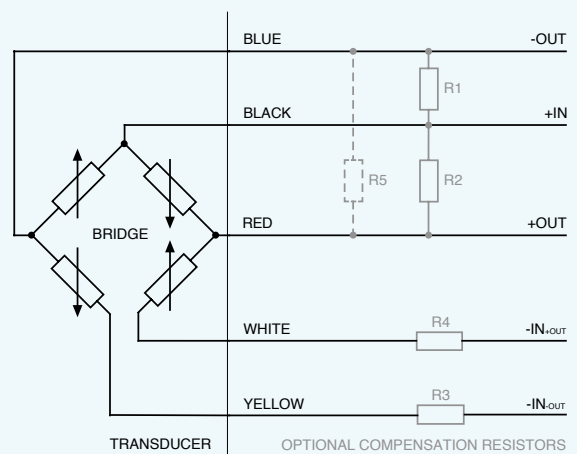 BLUE -OUT
R1
BLACK +IN
R5 R2
BRIDGE
RED +OUT
WHITE R4 -IN+OUT
YELLOW R3 -IN-OUT
TRANSDUCER OPTIONAL COMPENSATION RESISTORS